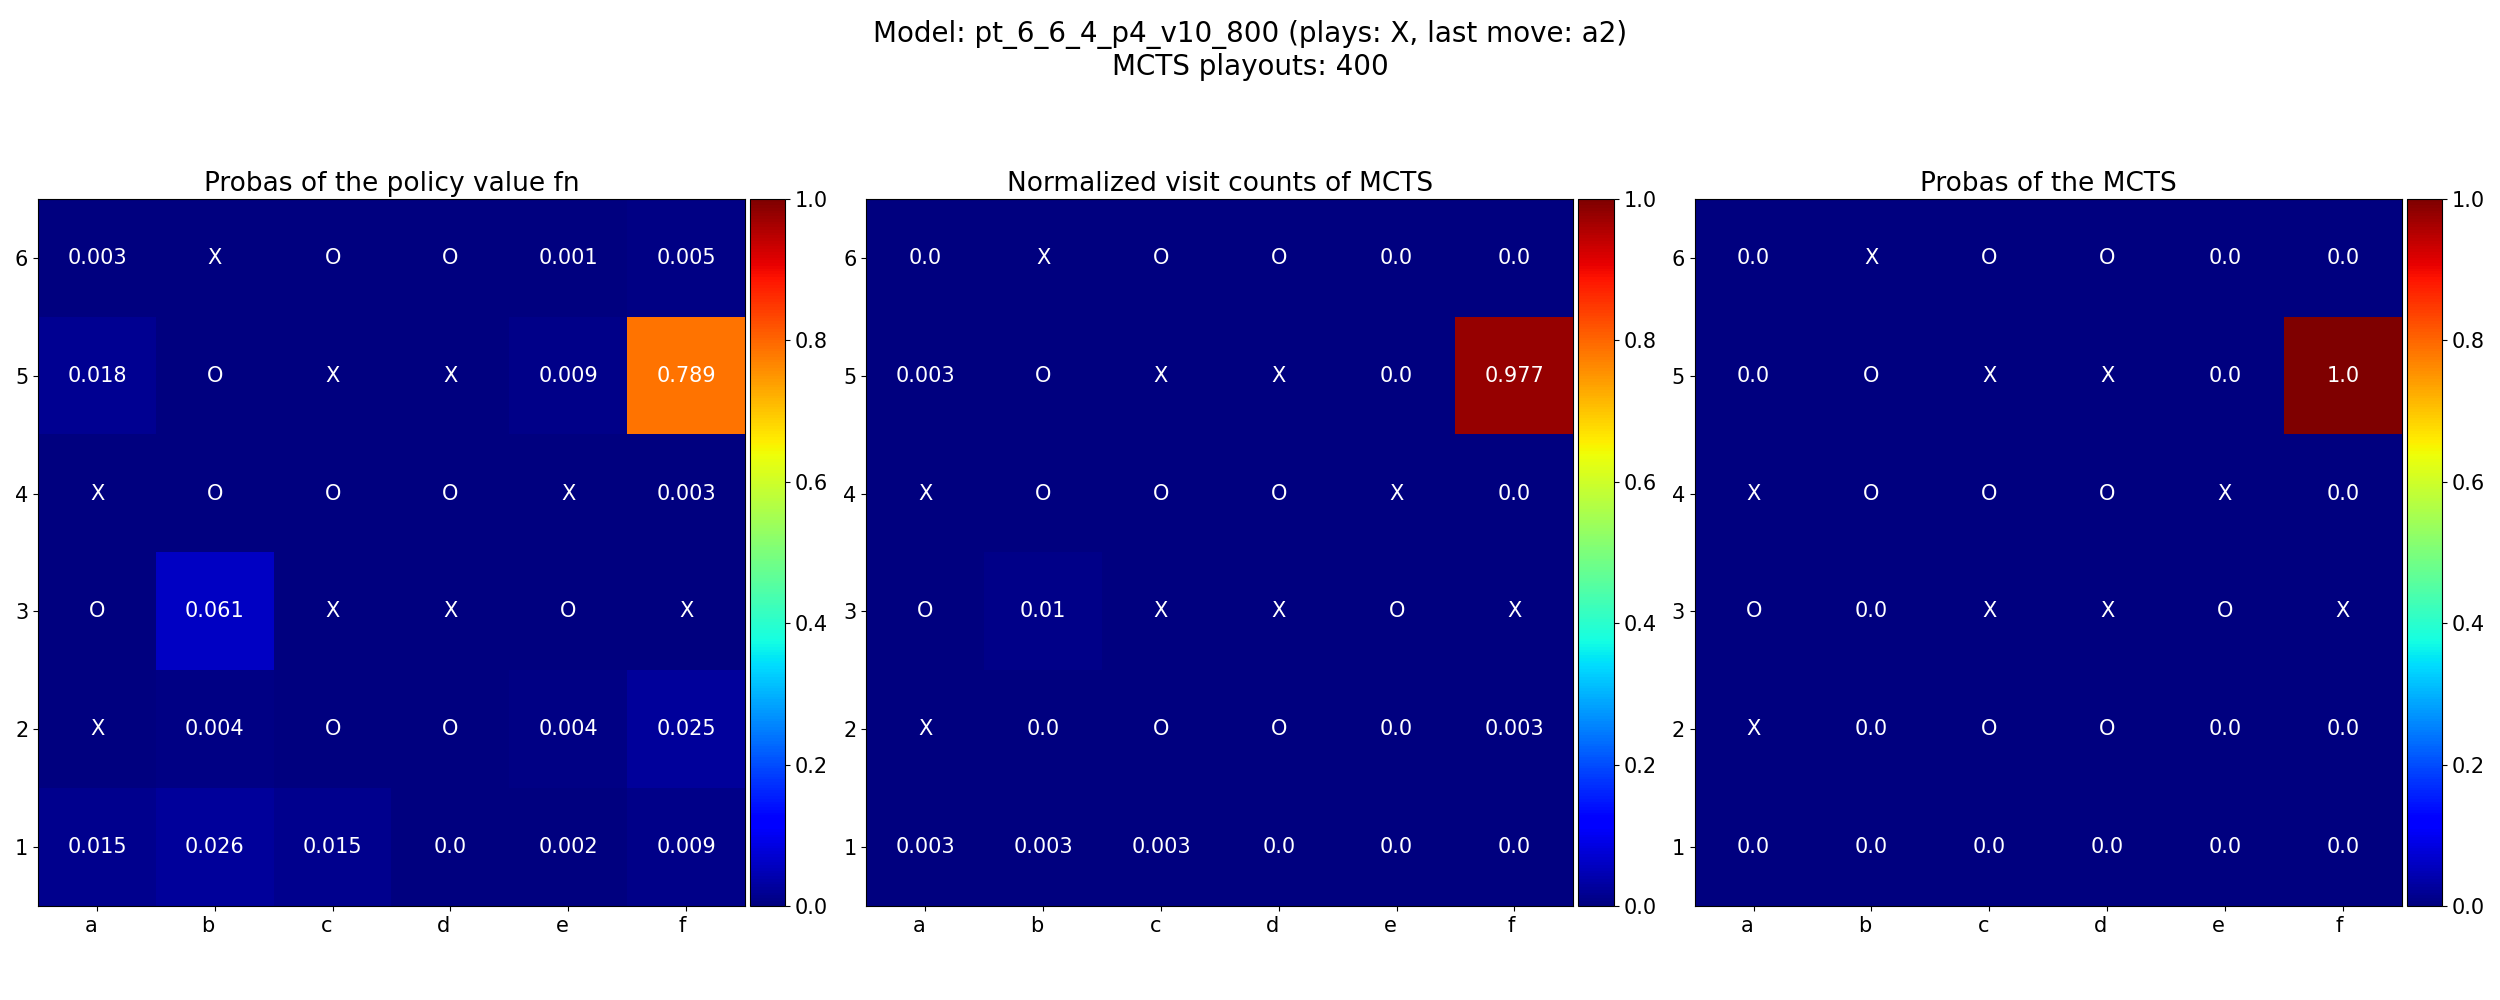 Model: pt_6_6_4_p4_v10_800 (plays: X, last move: a2)
MCTS playouts: 400
Probas of the policy value fn
6 0.003 X O O 0.001 0.005
5 0.018 O X X 0.009 0.789
4 X O O O X 0.003
3 O 0.061 X X O X
2 X 0.004 O O 0.004 0.025
1 0.015 0.026 0.015 0.0 0.002 0.009
a b c d e f
1.0
0.8
0.6
0.4
0.2
0.0
Normalized visit counts of MCTS
6 0.0 X O O 0.0 0.0
5 0.003 O X X 0.0 0.977
4 X O O O X 0.0
3 O 0.01 X X O X
2 X 0.0 O O 0.0 0.003
1 0.003 0.003 0.003 0.0 0.0 0.0
a b c d e f
1.0
0.8
0.6
0.4
0.2
0.0
Probas of the MCTS
6 0.0 X O O 0.0 0.0
5 0.0 O X X 0.0 1.0
4 X O O O X 0.0
3 O 0.0 X X O X
2 X 0.0 O O 0.0 0.0
1 0.0 0.0 0.0 0.0 0.0 0.0
a b c d e f
1.0
0.8
0.6
0.4
0.2
0.0